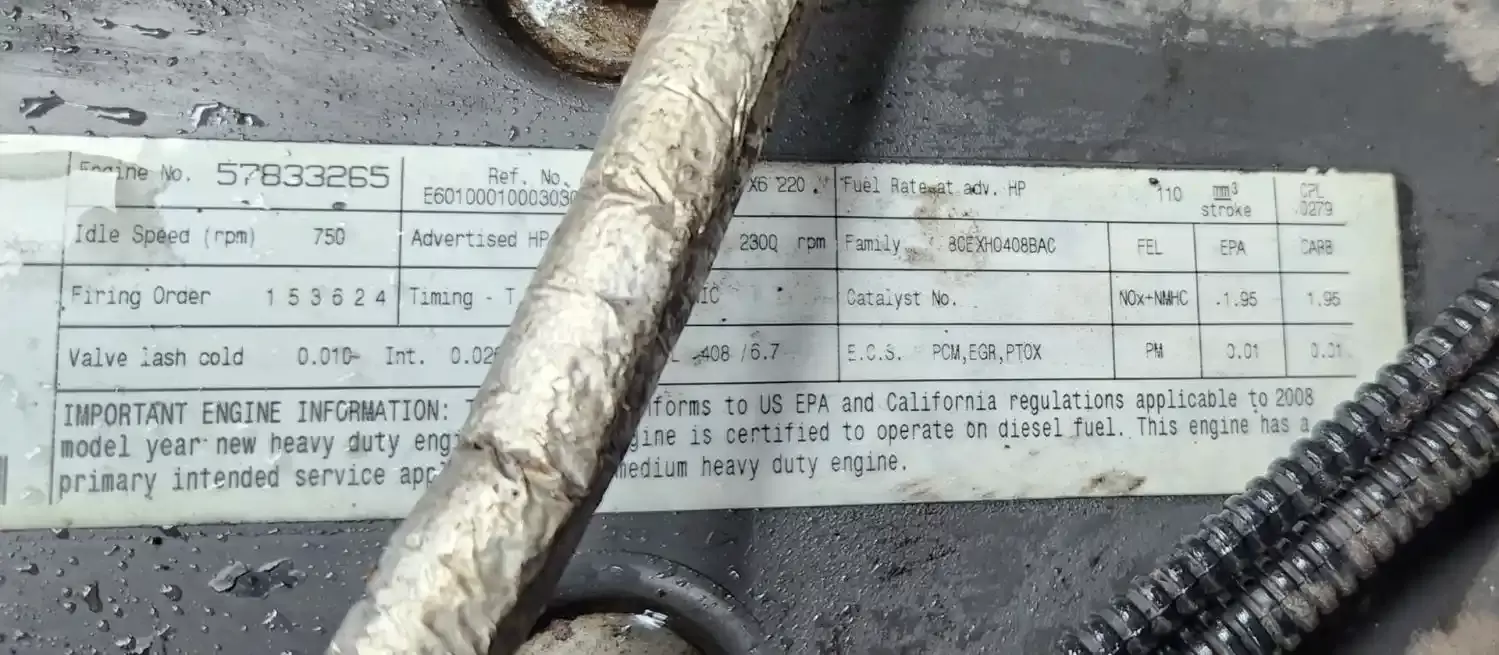 Engine No. 57833265 Ref. No. X6 220 Fuel Rate at adv. HP 110 mm³ stroke CPL 0279
E60100010003030
Idle Speed (rpm) 750 Advertised HP 2300 rpm Family 8CEXH0408BAC FEL EPA CARB
Firing Order 1 5 3 6 2 4 Timing - Catalyst No. NOx+NMHC 1.95 1.95
Valve lash cold 0.010 Int. 408 /6.7 E.C.S. PCM,EGR,PTOX PM 0.01 0.01
IMPORTANT ENGINE INFORMATION: to US EPA and California regulations applicable to 2008
model year new heavy duty is certified to operate on diesel fuel. This engine has a
primary intended service medium heavy duty engine.